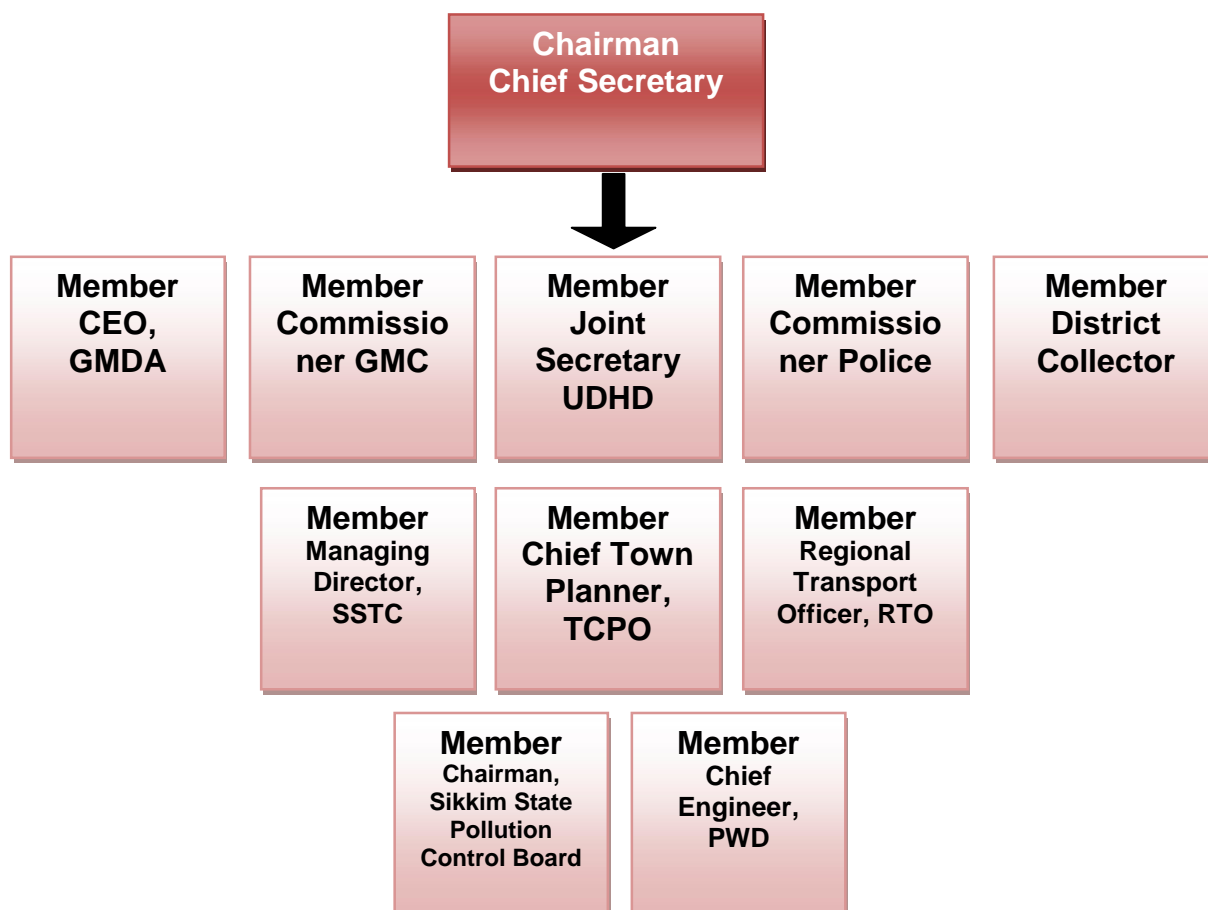 Chairman
Chief Secretary
Member
CEO,
GMDA
Member
Commissio
ner GMC
Member
Joint
Secretary
UDHD
Member
Commissio
ner Police
Member
District
Collector
Member
Managing
Director,
SSTC
Member
Chief Town
Planner,
TCPO
Member
Regional
Transport
Officer, RTO
Member
Chairman,
Sikkim State
Pollution
Control Board
Member
Chief
Engineer,
PWD